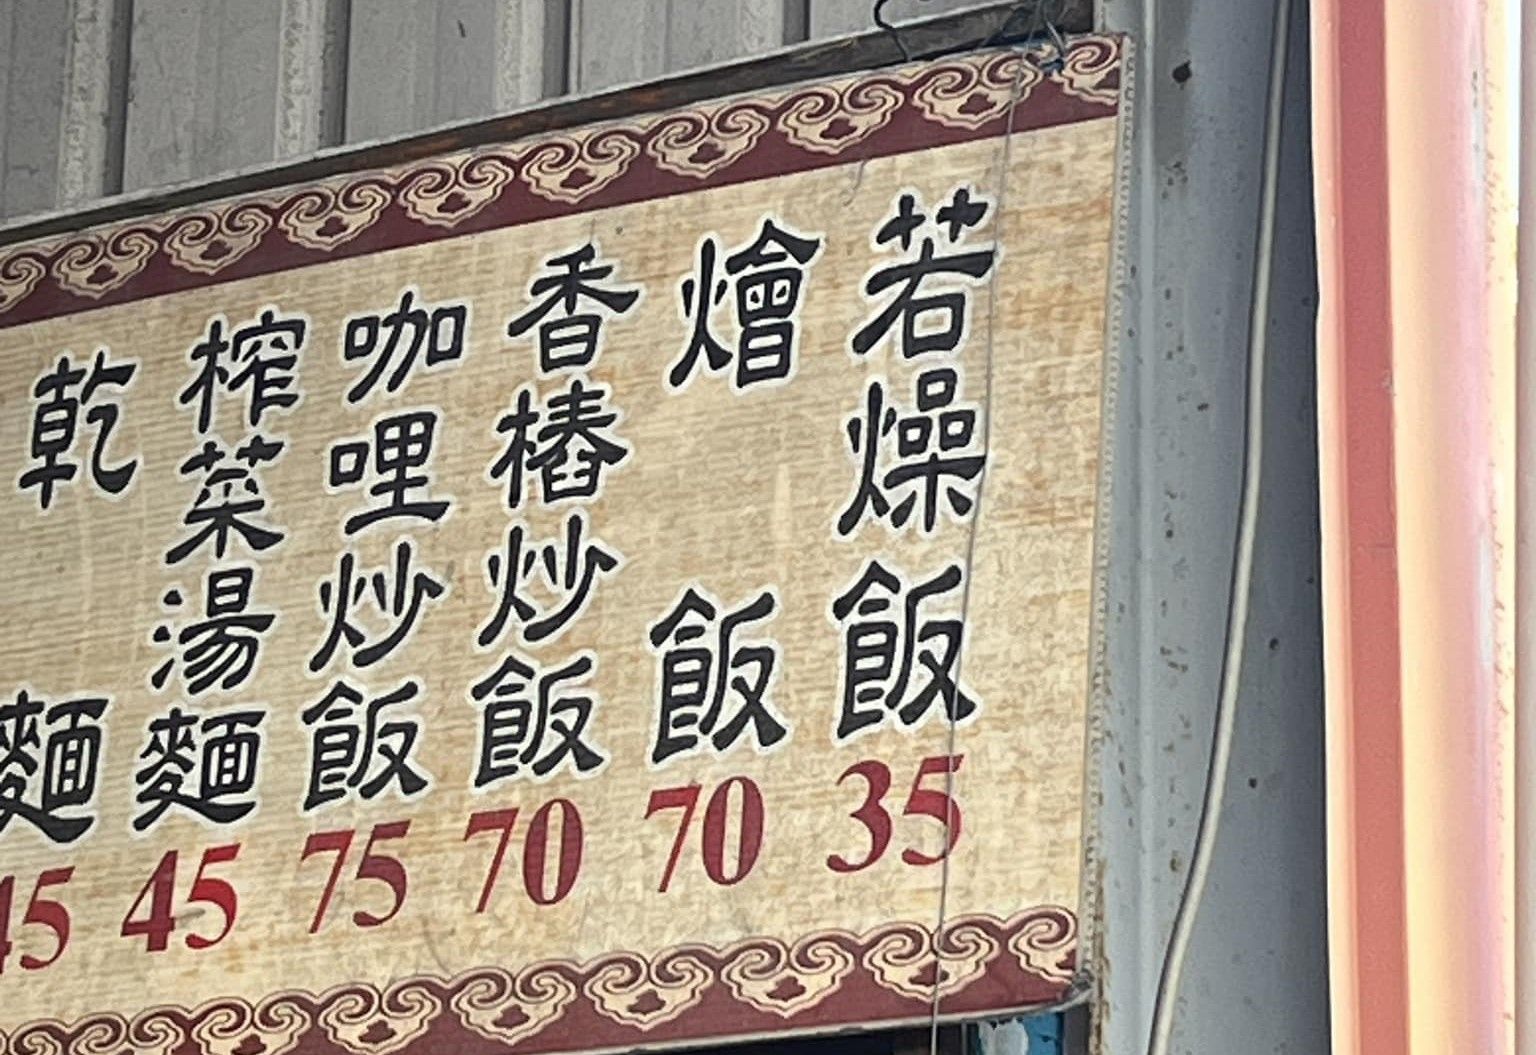 若燥飯 35
燴飯 70
香樁炒飯 70
咖哩炒飯 75
榨菜湯麵 45
乾麵 45